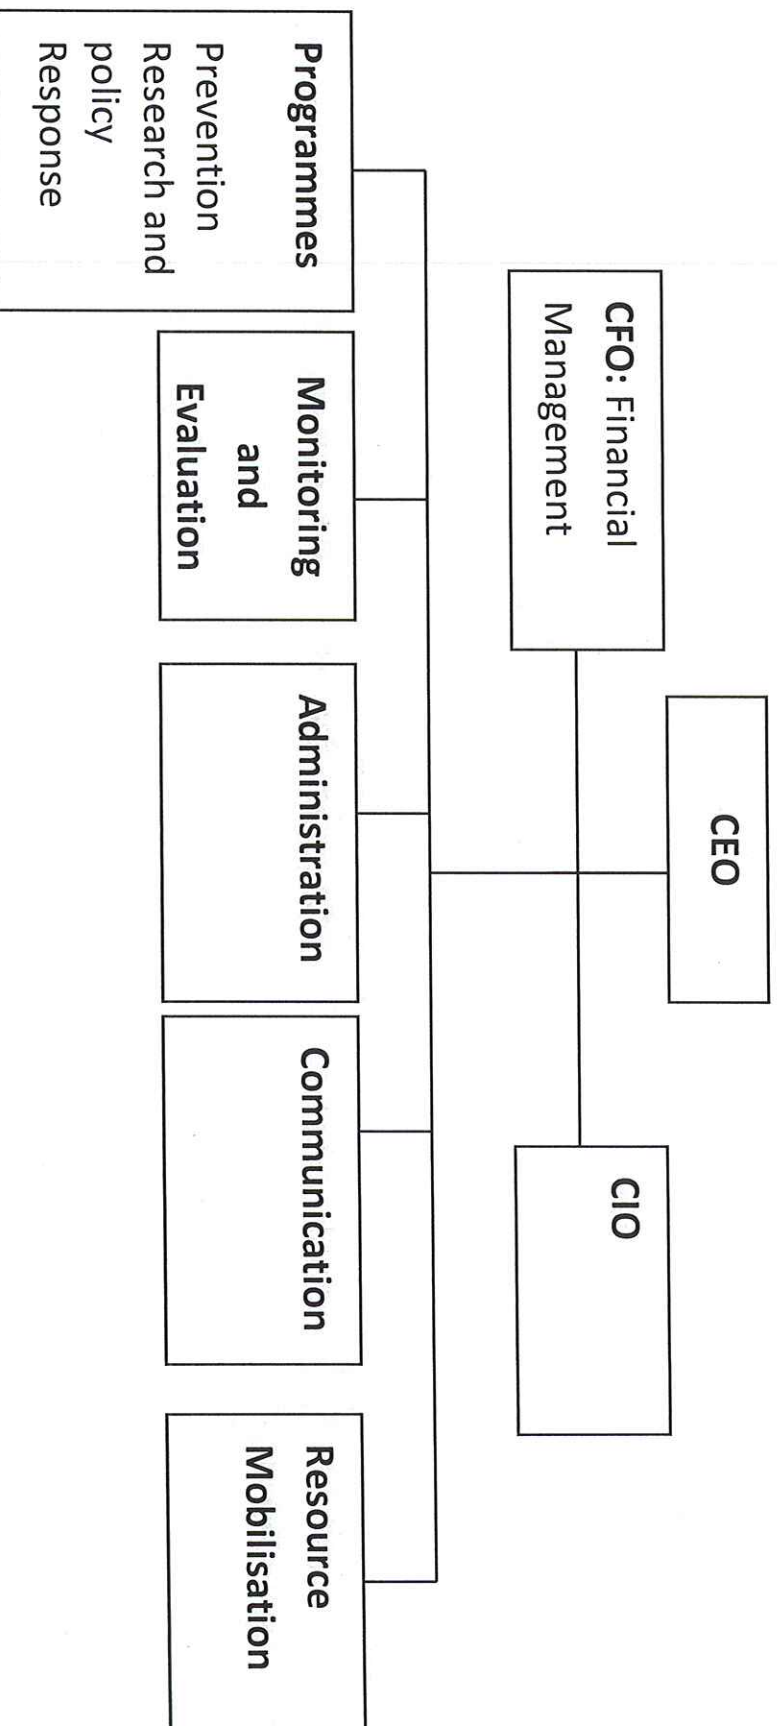 CEO
CFO: Financial
Management
CIO
Programmes
Prevention
Research and
policy
Response
Monitoring
and
Evaluation
Administration
Communication
Resource
Mobilisation